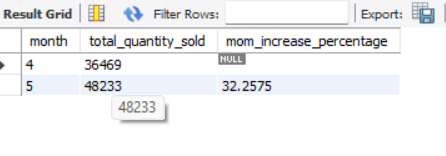 Result Grid Filter Rows: Export:
month total_quantity_sold mom_increase_percentage
4 36469 NULL
5 48233 32.2575
48233